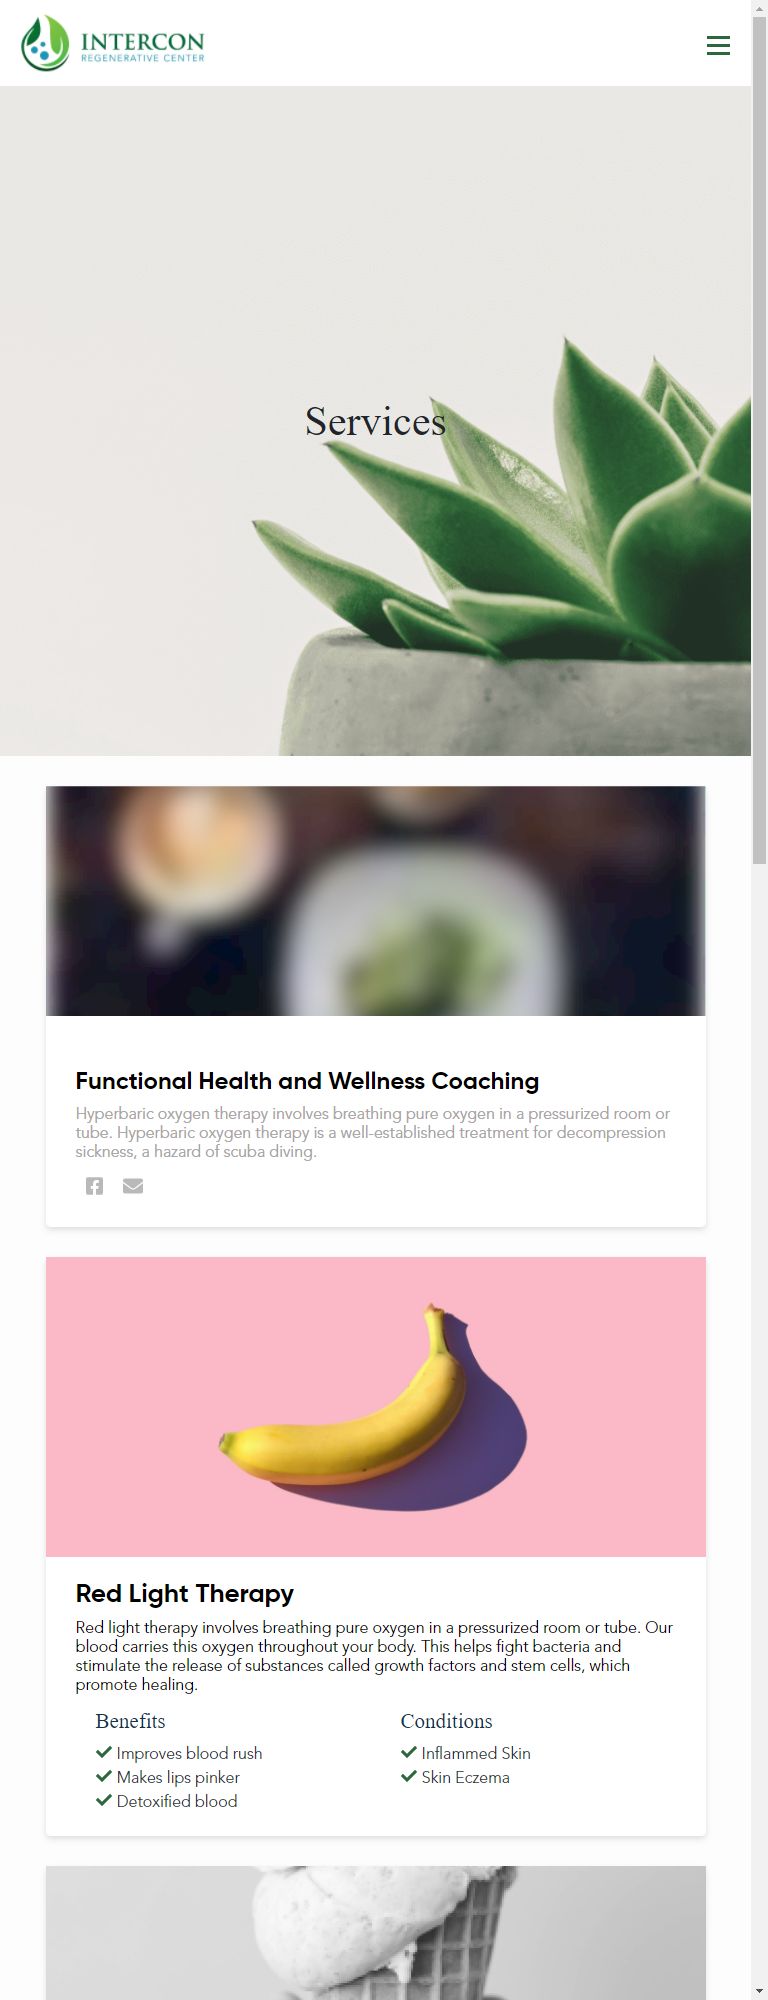 INTERCON
REGENERATIVE CENTER
Services
Functional Health and Wellness Coaching
Hyperbaric oxygen therapy involves breathing pure oxygen in a pressurized room or
tube. Hyperbaric oxygen therapy is a well-established treatment for decompression
sickness, a hazard of scuba diving.
Red Light Therapy
Red light therapy involves breathing pure oxygen in a pressurized room or tube. Our
blood carries this oxygen throughout your body. This helps fight bacteria and
stimulate the release of substances called growth factors and stem cells, which
promote healing.
Benefits
Improves blood rush
Makes lips pinker
Detoxified blood
Conditions
Inflammed Skin
Skin Eczema